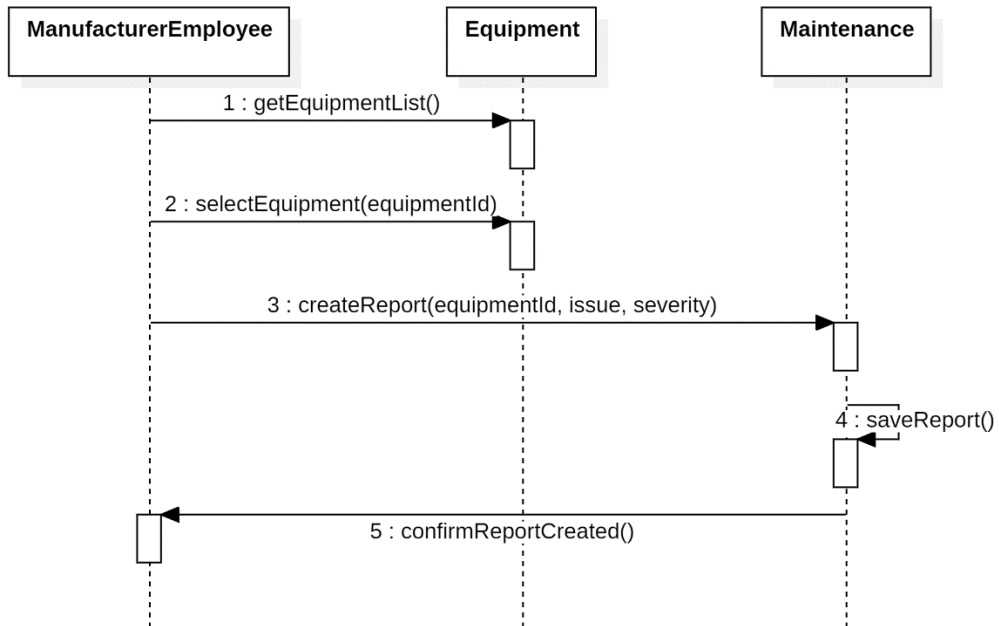 ManufacturerEmployee
Equipment
Maintenance
1 : getEquipmentList()
2 : selectEquipment(equipmentId)
3 : createReport(equipmentId, issue, severity)
4 : saveReport()
5 : confirmReportCreated()